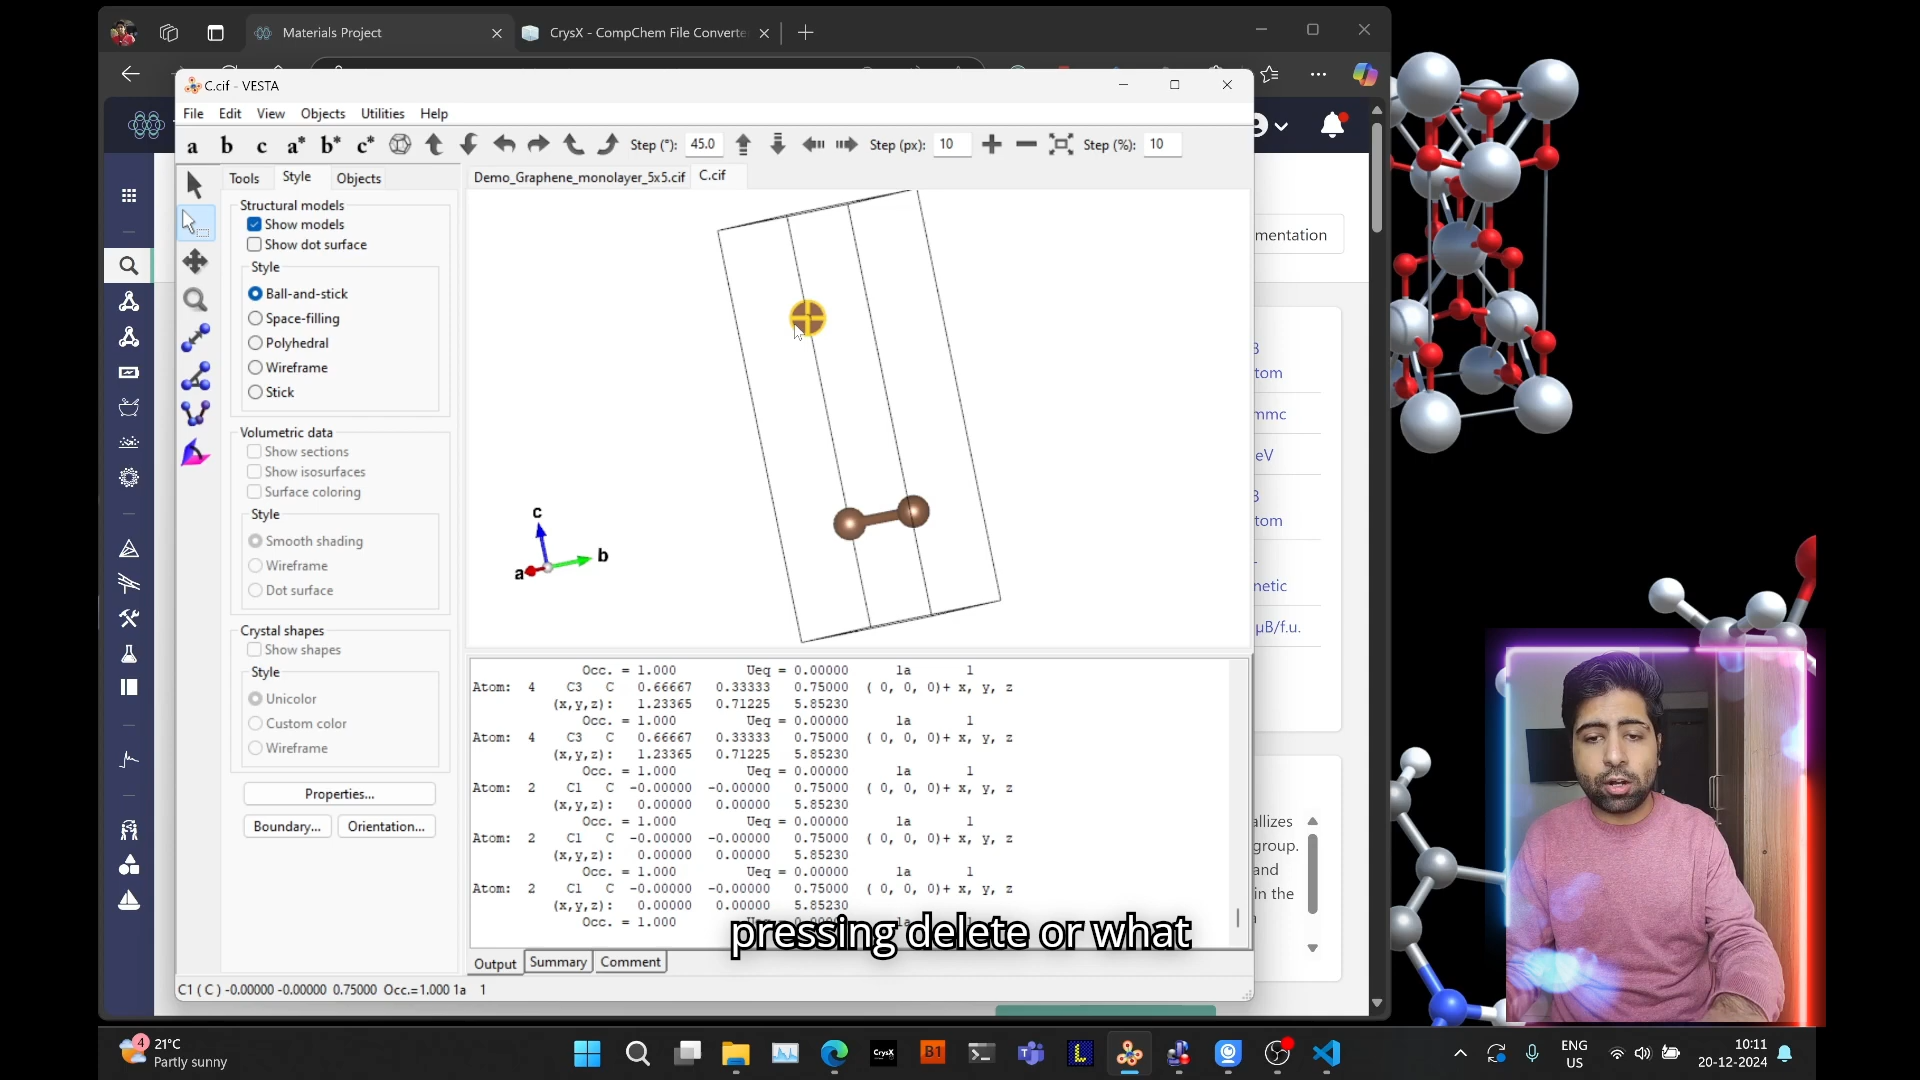 Materials Project
CrysX - CompChem File Converte
C.cif - VESTA
File Edit View Objects Utilities Help
a b c a* b* c* Step (°): 45.0 Step (px): 10 Step (%): 10
Tools Style Objects
Demo_Graphene_monolayer_5x5.cif C.cif
Structural models
Show models
Show dot surface
Style
Ball-and-stick
Space-filling
Polyhedral
Wireframe
Stick
Volumetric data
Show sections
Show isosurfaces
Surface coloring
Style
Smooth shading
Wireframe
Dot surface
Crystal shapes
Show shapes
Style
Unicolor
Custom color
Wireframe
Properties...
Boundary... Orientation...
c
b
a
Occ. = 1.000 Ueq = 0.00000 1a 1
Atom: 4 C3 C 0.66667 0.33333 0.75000 ( 0, 0, 0)+ x, y, z
(x,y,z): 1.23365 0.71225 5.85230
Occ. = 1.000 Ueq = 0.00000 1a 1
Atom: 4 C3 C 0.66667 0.33333 0.75000 ( 0, 0, 0)+ x, y, z
(x,y,z): 1.23365 0.71225 5.85230
Occ. = 1.000 Ueq = 0.00000 1a 1
Atom: 2 C1 C -0.00000 -0.00000 0.75000 ( 0, 0, 0)+ x, y, z
(x,y,z): 0.00000 0.00000 5.85230
Occ. = 1.000 Ueq = 0.00000 1a 1
Atom: 2 C1 C -0.00000 -0.00000 0.75000 ( 0, 0, 0)+ x, y, z
(x,y,z): 0.00000 0.00000 5.85230
Occ. = 1.000 Ueq = 0.00000 1a 1
Atom: 2 C1 C -0.00000 -0.00000 0.75000 ( 0, 0, 0)+ x, y, z
(x,y,z): 0.00000 0.00000 5.85230
Occ. = 1.000
pressing delete or what
Output Summary Comment
C1 ( C ) -0.00000 -0.00000 0.75000 Occ.=1.000 1a 1
mentation
tom
mmc
eV
tom
netic
µB/f.u.
allizes
group.
and
in the
4
21°C
Partly sunny
CrysX
B1
L
ENG
US
10:11
20-12-2024